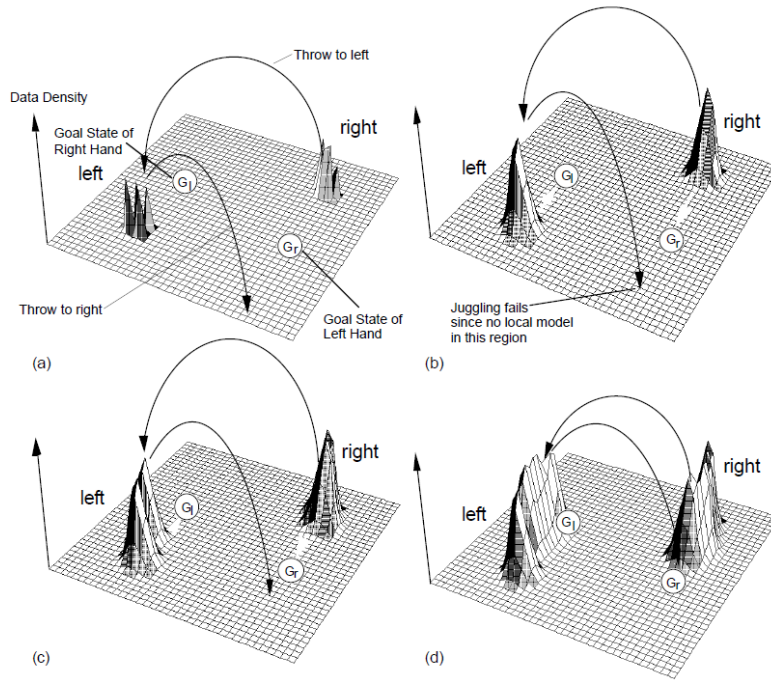 Throw to left
Data Density
right
Goal State of
Right Hand
left
Gl
Gr
Throw to right
Goal State of
Left Hand
(a)
right
left
Gl
Gr
Juggling fails
since no local model
in this region
(b)
right
left
Gl
Gr
(c)
right
left
Gl
Gr
(d)